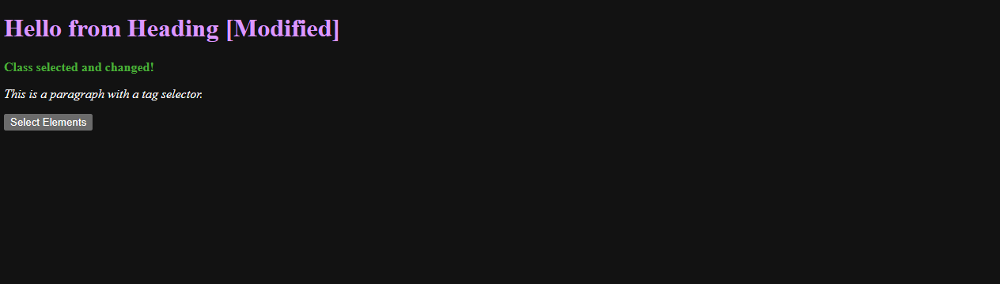 Hello from Heading [Modified]
Class selected and changed!
This is a paragraph with a tag selector.
Select Elements